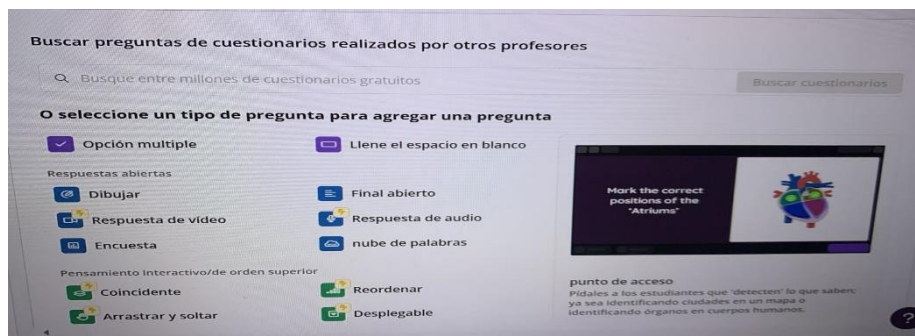 Buscar preguntas de cuestionarios realizados por otros profesores
Busque entre millones de cuestionarios gratuitos
Buscar cuestionarios
O seleccione un tipo de pregunta para agregar una pregunta
Opción multiple
Llene el espacio en blanco
Respuestas abiertas
Dibujar
Final abierto
Respuesta de vídeo
Respuesta de audio
Encuesta
nube de palabras
Pensamiento interactivo/de orden superior
Coincidente
Reordenar
Arrastrar y soltar
Desplegable
Mark the correct
positions of the
"Atriums"
punto de acceso
Pídales a los estudiantes que 'detecten' lo que saben,
ya sea identificando ciudades en un mapa o
identificando órganos en cuerpos humanos.
?